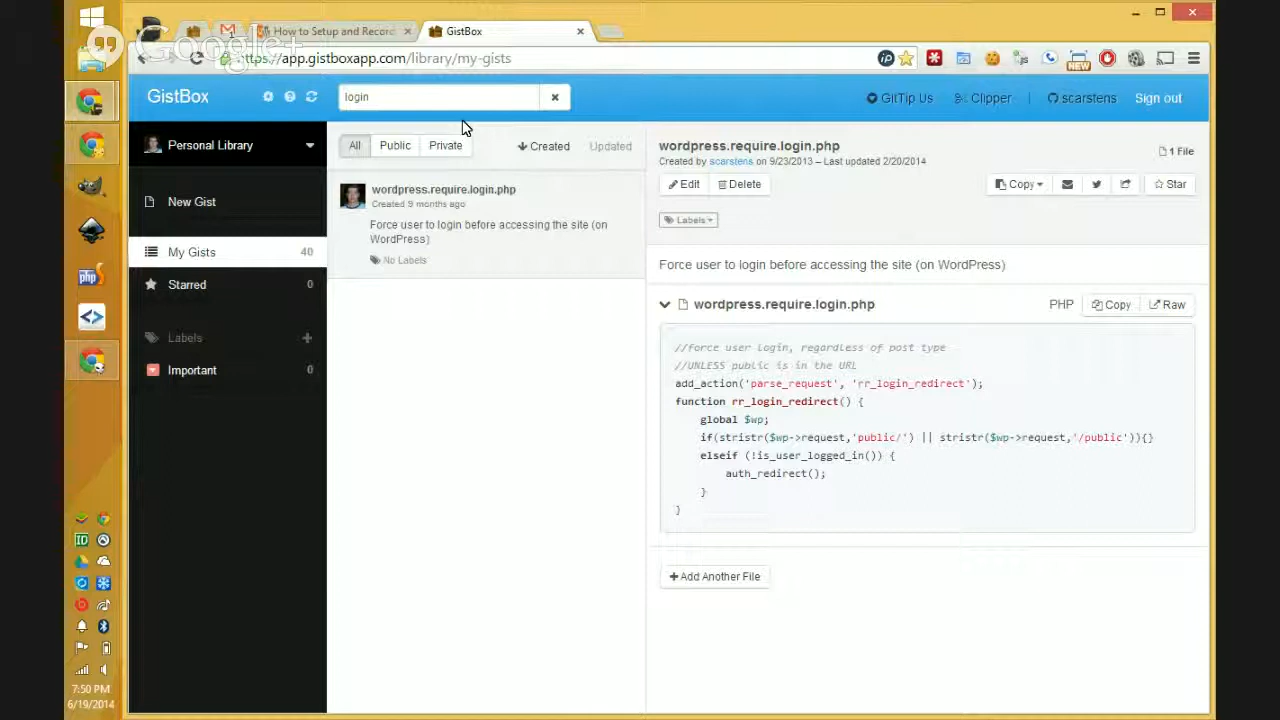 Google+
How to Setup and Record
GistBox
https://app.gistboxapp.com/library/my-gists
NEW
GistBox
login
GitTip Us
Clipper
scarstens
Sign out
Personal Library
New Gist
My Gists 40
Starred 0
Labels
Important 0
All Public Private
Created Updated
wordpress.require.login.php
Created 9 months ago
Force user to login before accessing the site (on
WordPress)
No Labels
wordpress.require.login.php
Created by scarstens on 9/23/2013 – Last updated 2/20/2014
1 File
Edit Delete
Copy Star
Labels
Force user to login before accessing the site (on WordPress)
wordpress.require.login.php PHP Copy Raw
//force user login, regardless of post type
//UNLESS public is in the URL
add_action('parse_request', 'rr_login_redirect');
function rr_login_redirect() {
global $wp;
if(stristr($wp->request,'public/') || stristr($wp->request,'/public')){}
elseif (!is_user_logged_in()) {
auth_redirect();
}
}
Add Another File
php
ID
7:50 PM
6/19/2014